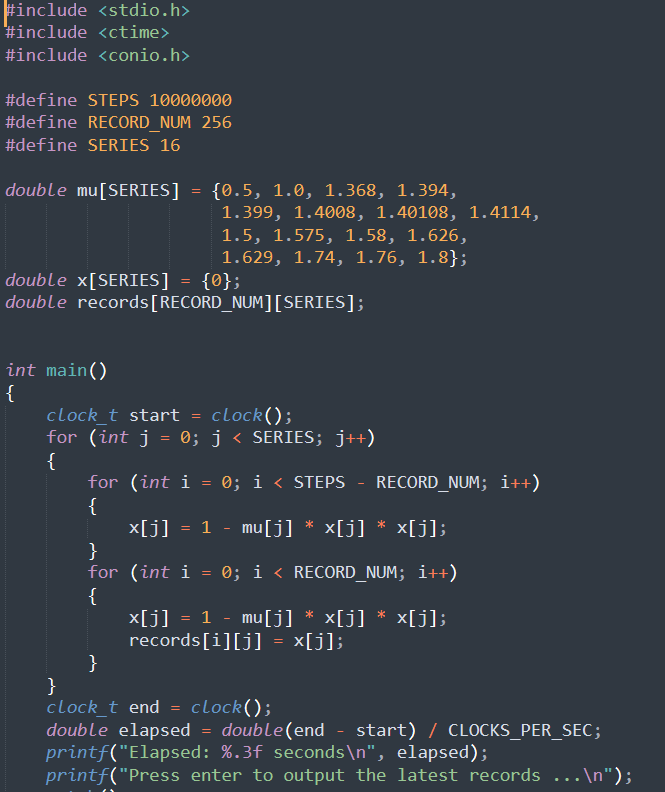 #include <stdio.h>
#include <ctime>
#include <conio.h>
#define STEPS 10000000
#define RECORD_NUM 256
#define SERIES 16
double mu[SERIES] = {0.5, 1.0, 1.368, 1.394,
1.399, 1.4008, 1.40108, 1.4114,
1.5, 1.575, 1.58, 1.626,
1.629, 1.74, 1.76, 1.8};
double x[SERIES] = {0};
double records[RECORD_NUM][SERIES];
int main()
{
clock_t start = clock();
for (int j = 0; j < SERIES; j++)
{
for (int i = 0; i < STEPS - RECORD_NUM; i++)
{
x[j] = 1 - mu[j] * x[j] * x[j];
}
for (int i = 0; i < RECORD_NUM; i++)
{
x[j] = 1 - mu[j] * x[j] * x[j];
records[i][j] = x[j];
}
}
clock_t end = clock();
double elapsed = double(end - start) / CLOCKS_PER_SEC;
printf("Elapsed: %.3f seconds\n", elapsed);
printf("Press enter to output the latest records ...\n");